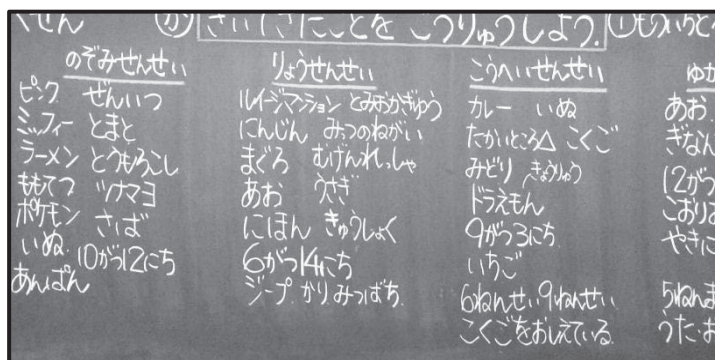 きいてきたことを こうりゅうしよう.
のぞみせんせい
ピンク ぜんいつ
ミッフィー とまと
ラーメン とうもろこし
ももてつ ツナマヨ
ポケモン さば
いぬ 10がつ12にち
あんぱん
りょうせんせい
ルイージマンション とみおかぎゆう
にんじん みつのねがい
まぐろ むげんれっしゃ
あお うさぎ
にほん きゅうしょく
6がつ14にち
ジープ かり みつばち
こうへいせんせい
カレー いぬ
たかいところ△ こくご
みどり きょうりゅう
ドラえもん
9がつ3にち
いちご
6ねんせい 9ねんせい
こくごをおしえている
ゆか
あお
ぎなん
12がつ
こおり
やきに
5ねんま
うた・お